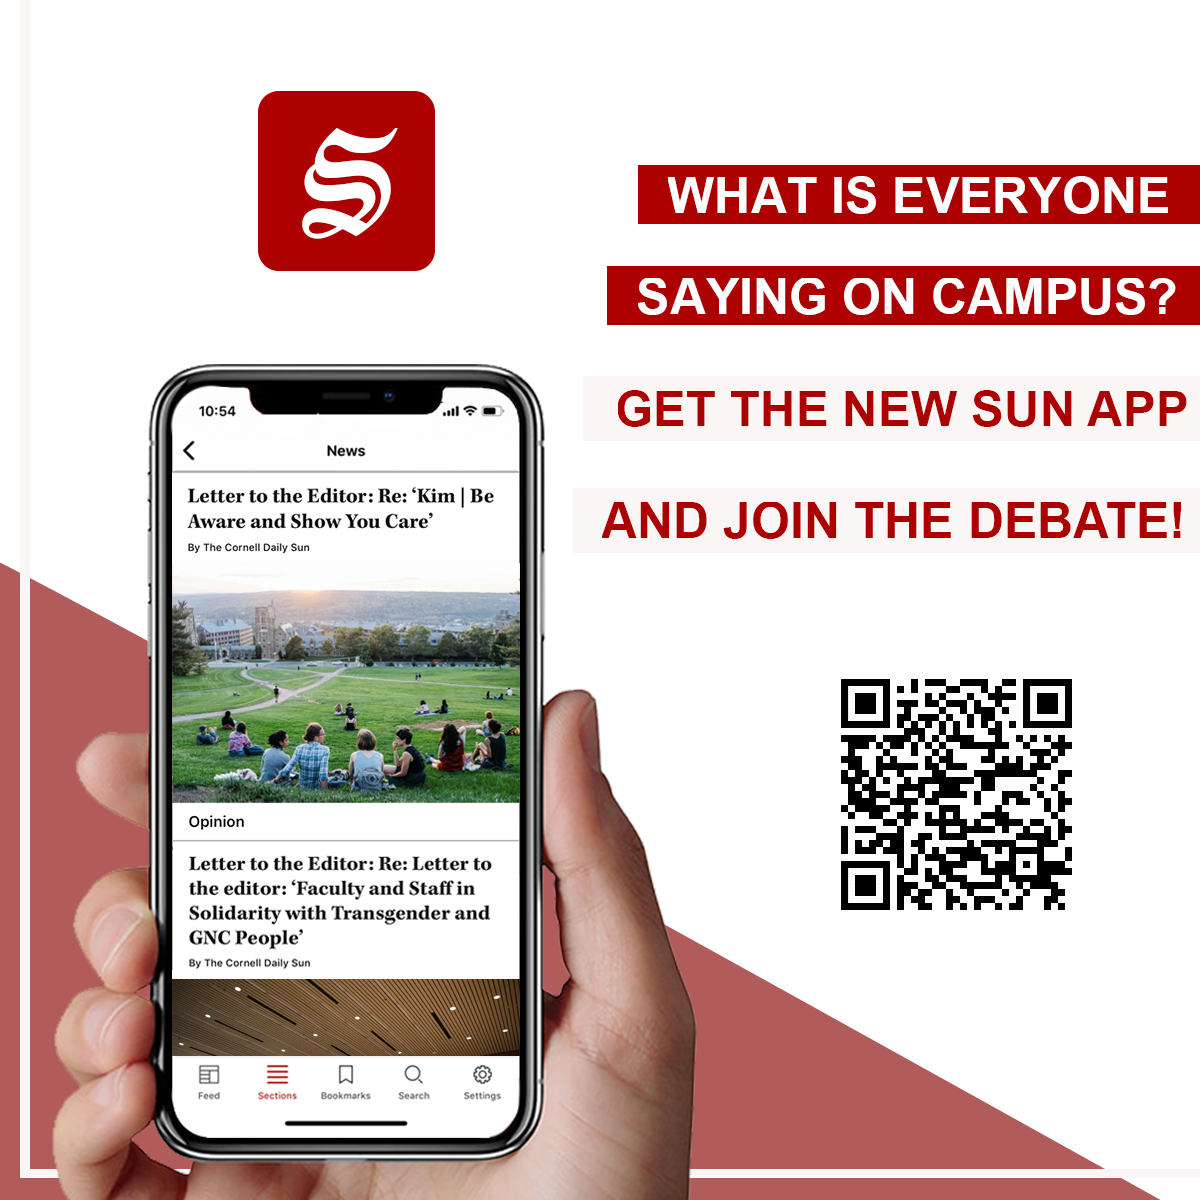 S
WHAT IS EVERYONE
SAYING ON CAMPUS?
GET THE NEW SUN APP
AND JOIN THE DEBATE!
10:54
News
Letter to the Editor: Re: ‘Kim | Be
Aware and Show You Care’
By The Cornell Daily Sun
Opinion
Letter to the Editor: Re: Letter to
the editor: ‘Faculty and Staff in
Solidarity with Transgender and
GNC People’
By The Cornell Daily Sun
Feed
Sections
Bookmarks
Search
Settings